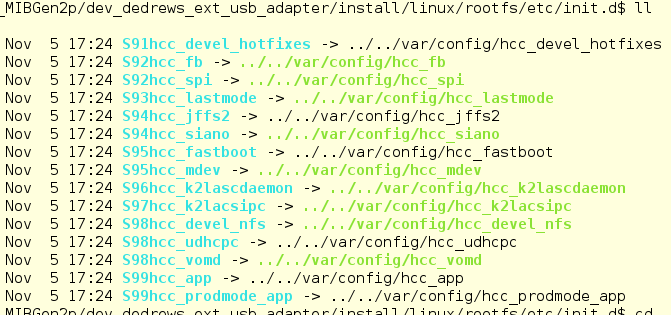 _MIBGen2p/dev_dedrews_ext_usb_adapter/install/linux/rootfs/etc/init.d$ ll
Nov  5 17:24 S91hcc_devel_hotfixes -> ../../var/config/hcc_devel_hotfixes
Nov  5 17:24 S92hcc_fb -> ../../var/config/hcc_fb
Nov  5 17:24 S92hcc_spi -> ../../var/config/hcc_spi
Nov  5 17:24 S93hcc_lastmode -> ../../var/config/hcc_lastmode
Nov  5 17:24 S94hcc_jffs2 -> ../../var/config/hcc_jffs2
Nov  5 17:24 S94hcc_siano -> ../../var/config/hcc_siano
Nov  5 17:24 S95hcc_fastboot -> ../../var/config/hcc_fastboot
Nov  5 17:24 S95hcc_mdev -> ../../var/config/hcc_mdev
Nov  5 17:24 S96hcc_k2lascdaemon -> ../../var/config/hcc_k2lascdaemon
Nov  5 17:24 S97hcc_k2lacsipc -> ../../var/config/hcc_k2lacsipc
Nov  5 17:24 S98hcc_devel_nfs -> ../../var/config/hcc_devel_nfs
Nov  5 17:24 S98hcc_udhcpc -> ../../var/config/hcc_udhcpc
Nov  5 17:24 S98hcc_vomd -> ../../var/config/hcc_vomd
Nov  5 17:24 S99hcc_app -> ../../var/config/hcc_app
Nov  5 17:24 S99hcc_prodmode_app -> ../../var/config/hcc_prodmode_app
MIBGen2p/dev_dedrews_ext_usb_adapter/install/linux/rootfs/etc/init.d$ cd